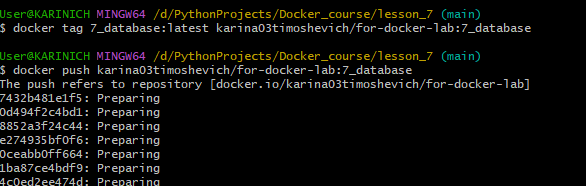 User@KARINICH MINGW64 /d/PythonProjects/Docker_course/lesson_7 (main)
$ docker tag 7_database:latest karina03timoshevich/for-docker-lab:7_database
User@KARINICH MINGW64 /d/PythonProjects/Docker_course/lesson_7 (main)
$ docker push karina03timoshevich/for-docker-lab:7_database
The push refers to repository [docker.io/karina03timoshevich/for-docker-lab]
7432b481e1f5: Preparing
0d494f2c4bd1: Preparing
8852a3f24c44: Preparing
e274935bf0f6: Preparing
0ceabb0ff664: Preparing
1ba87ce4bdf9: Preparing
4c0ed2ee474d: Preparing